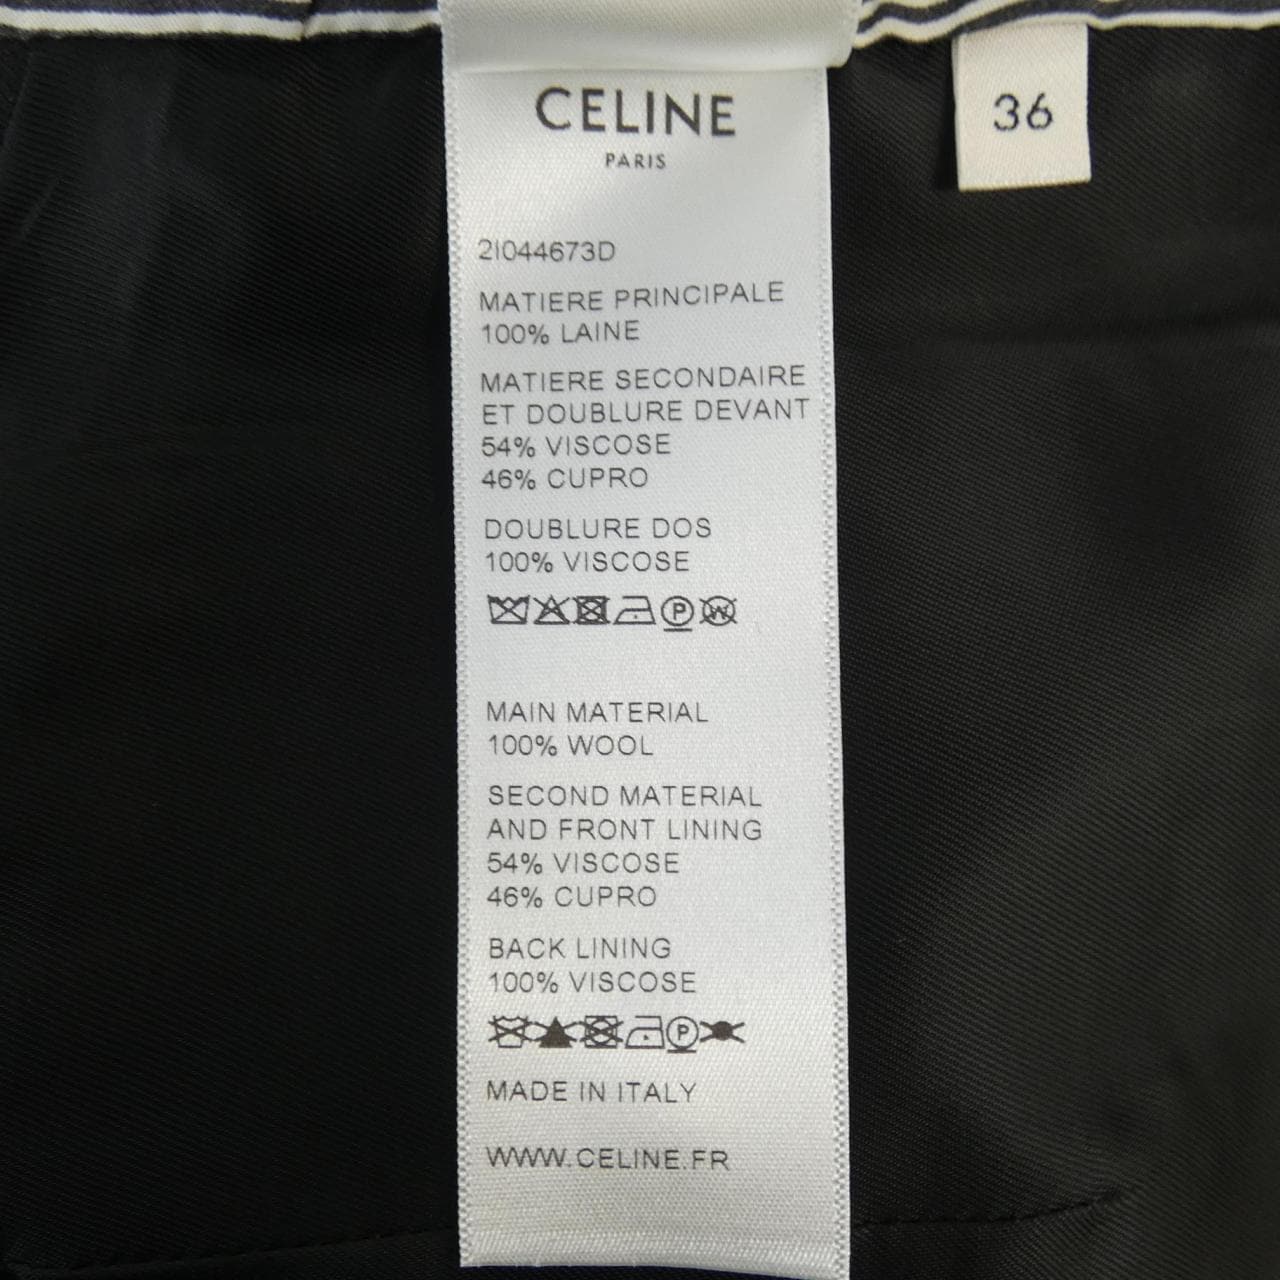 CELINE
PARIS
36
2I044673D
MATIERE PRINCIPALE
100% LAINE
MATIERE SECONDAIRE
ET DOUBLURE DEVANT
54% VISCOSE
46% CUPRO
DOUBLURE DOS
100% VISCOSE
P W
MAIN MATERIAL
100% WOOL
SECOND MATERIAL
AND FRONT LINING
54% VISCOSE
46% CUPRO
BACK LINING
100% VISCOSE
P
MADE IN ITALY
WWW.CELINE.FR